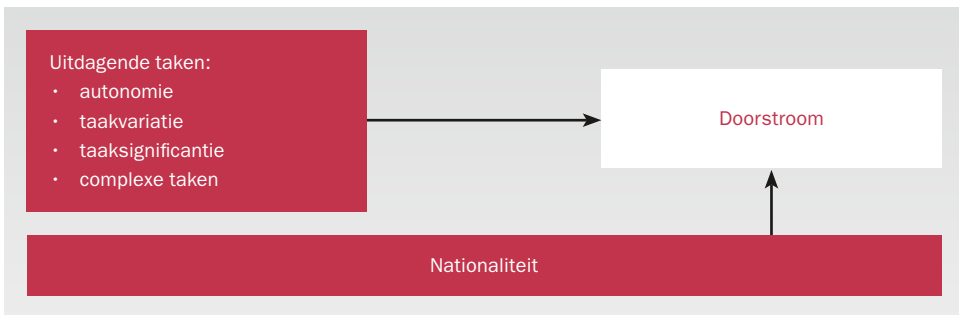 Uitdagende taken:
• autonomie
• taakvariatie
• taaksignificantie
• complexe taken
Doorstroom
Nationaliteit